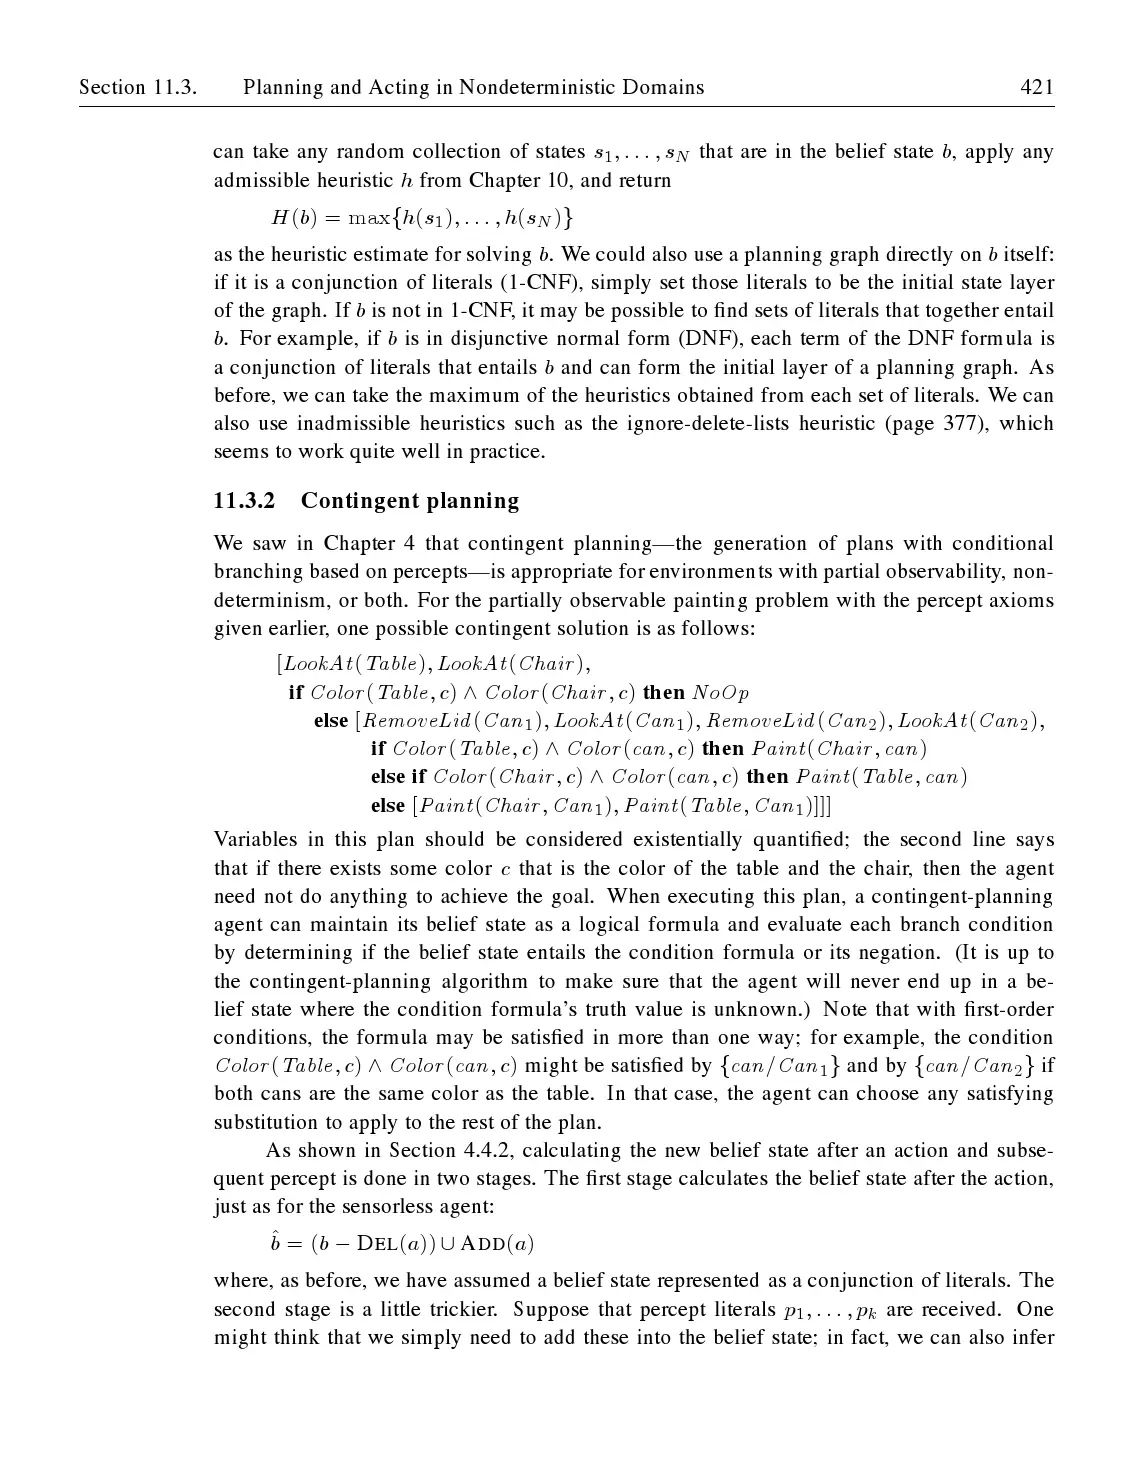 Section 11.3. Planning and Acting in Nondeterministic Domains 421
can take any random collection of states s₁, . . . , s_N that are in the belief state b, apply any
admissible heuristic h from Chapter 10, and return
H(b) = max{h(s₁), . . . , h(s_N)}
as the heuristic estimate for solving b. We could also use a planning graph directly on b itself:
if it is a conjunction of literals (1-CNF), simply set those literals to be the initial state layer
of the graph. If b is not in 1-CNF, it may be possible to find sets of literals that together entail
b. For example, if b is in disjunctive normal form (DNF), each term of the DNF formula is
a conjunction of literals that entails b and can form the initial layer of a planning graph. As
before, we can take the maximum of the heuristics obtained from each set of literals. We can
also use inadmissible heuristics such as the ignore-delete-lists heuristic (page 377), which
seems to work quite well in practice.
11.3.2 Contingent planning
We saw in Chapter 4 that contingent planning—the generation of plans with conditional
branching based on percepts—is appropriate for environments with partial observability, non-
determinism, or both. For the partially observable painting problem with the percept axioms
given earlier, one possible contingent solution is as follows:
[LookAt(Table), LookAt(Chair),
if Color(Table, c) ∧ Color(Chair, c) then NoOp
else [RemoveLid(Can₁), LookAt(Can₁), RemoveLid(Can₂), LookAt(Can₂),
if Color(Table, c) ∧ Color(can, c) then Paint(Chair, can)
else if Color(Chair, c) ∧ Color(can, c) then Paint(Table, can)
else [Paint(Chair, Can₁), Paint(Table, Can₁)]]]
Variables in this plan should be considered existentially quantified; the second line says
that if there exists some color c that is the color of the table and the chair, then the agent
need not do anything to achieve the goal. When executing this plan, a contingent-planning
agent can maintain its belief state as a logical formula and evaluate each branch condition
by determining if the belief state entails the condition formula or its negation. (It is up to
the contingent-planning algorithm to make sure that the agent will never end up in a be-
lief state where the condition formula's truth value is unknown.) Note that with first-order
conditions, the formula may be satisfied in more than one way; for example, the condition
Color(Table, c) ∧ Color(can, c) might be satisfied by {can/Can₁} and by {can/Can₂} if
both cans are the same color as the table. In that case, the agent can choose any satisfying
substitution to apply to the rest of the plan.
As shown in Section 4.4.2, calculating the new belief state after an action and subse-
quent percept is done in two stages. The first stage calculates the belief state after the action,
just as for the sensorless agent:
b̂ = (b − DEL(a)) ∪ ADD(a)
where, as before, we have assumed a belief state represented as a conjunction of literals. The
second stage is a little trickier. Suppose that percept literals p₁, . . . , pₖ are received. One
might think that we simply need to add these into the belief state; in fact, we can also infer